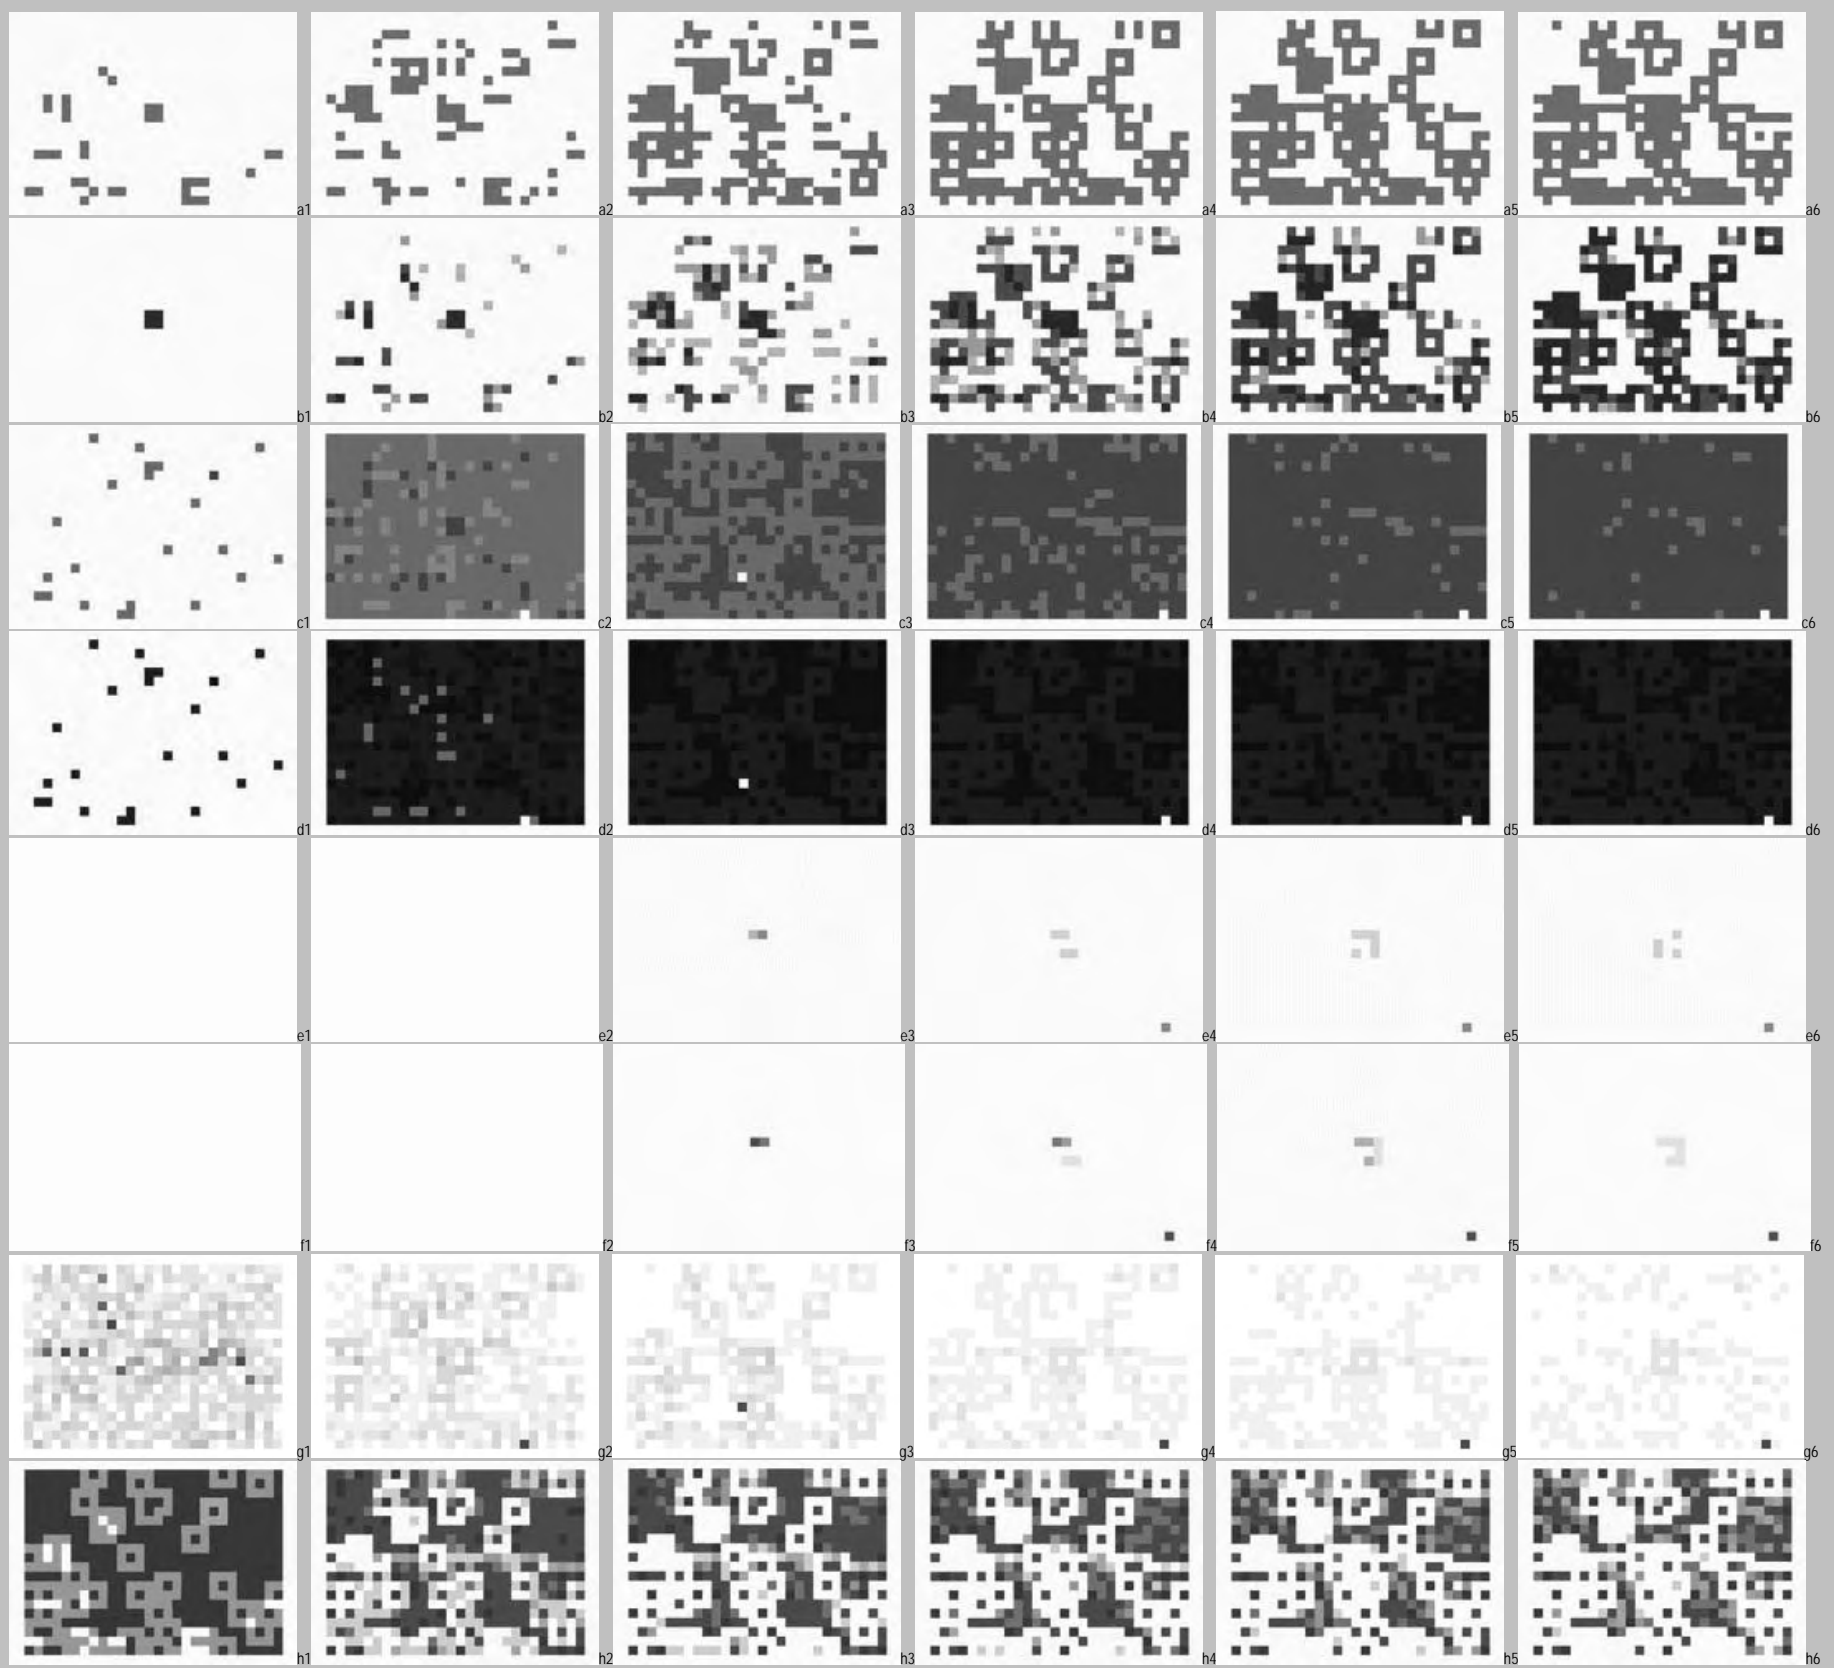 a1 a2 a3 a4 a5 a6
b1 b2 b3 b4 b5 b6
c1 c2 c3 c4 c5 c6
d1 d2 d3 d4 d5 d6
e1 e2 e3 e4 e5 e6
f1 f2 f3 f4 f5 f6
g1 g2 g3 g4 g5 g6
h1 h2 h3 h4 h5 h6